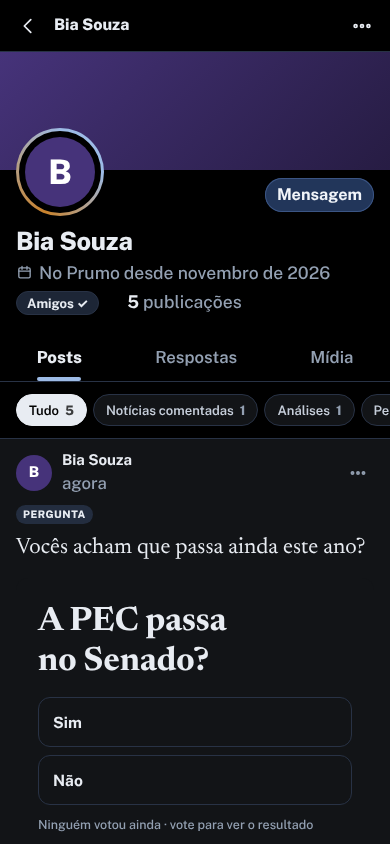 Bia Souza
B
Mensagem
Bia Souza
No Prumo desde novembro de 2026
Amigos ✓ 5 publicações
Posts Respostas Mídia
Tudo 5 Notícias comentadas 1 Análises 1 Pe
B Bia Souza
agora
PERGUNTA
Vocês acham que passa ainda este ano?
A PEC passa
no Senado?
Sim
Não
Ninguém votou ainda · vote para ver o resultado